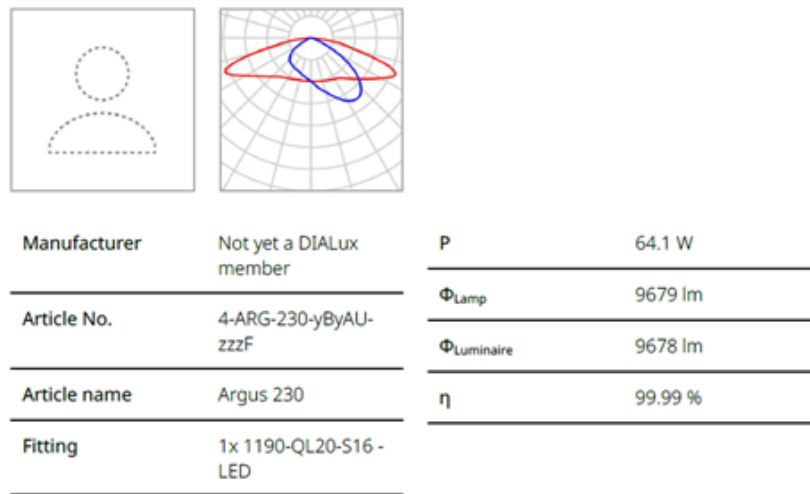 Manufacturer
Not yet a DIALux
member
Article No.
4-ARG-230-yByAU-
zzzF
Article name
Argus 230
Fitting
1x 1190-QL20-S16 -
LED
P
64.1 W
ΦLamp
9679 lm
ΦLuminaire
9678 lm
η
99.99 %